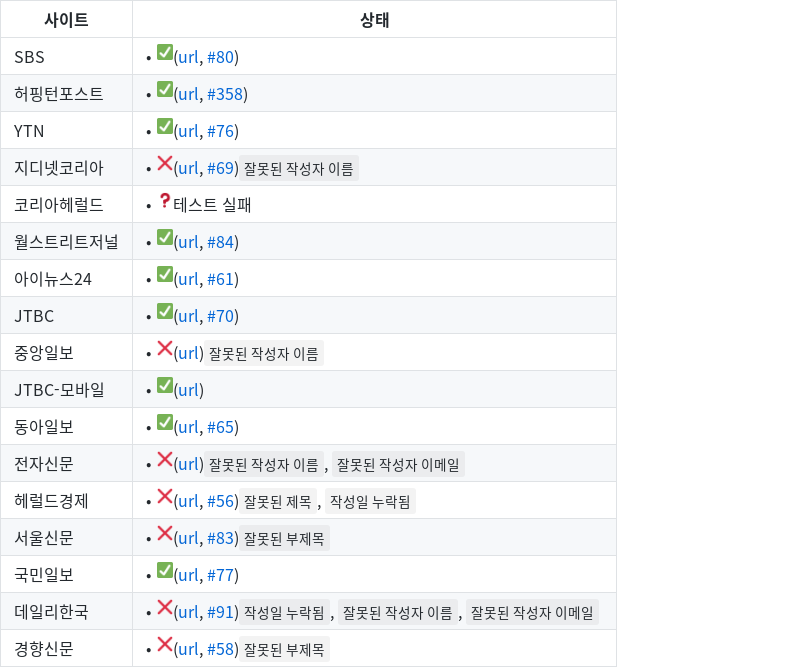 사이트 상태
SBS • ✅(url, #80)
허핑턴포스트 • ✅(url, #358)
YTN • ✅(url, #76)
지디넷코리아 • ❌(url, #69) 잘못된 작성자 이름
코리아헤럴드 • ❓테스트 실패
월스트리트저널 • ✅(url, #84)
아이뉴스24 • ✅(url, #61)
JTBC • ✅(url, #70)
중앙일보 • ❌(url) 잘못된 작성자 이름
JTBC-모바일 • ✅(url)
동아일보 • ✅(url, #65)
전자신문 • ❌(url) 잘못된 작성자 이름 , 잘못된 작성자 이메일
헤럴드경제 • ❌(url, #56) 잘못된 제목 , 작성일 누락됨
서울신문 • ❌(url, #83) 잘못된 부제목
국민일보 • ✅(url, #77)
데일리한국 • ❌(url, #91) 작성일 누락됨 , 잘못된 작성자 이름 , 잘못된 작성자 이메일
경향신문 • ❌(url, #58) 잘못된 부제목